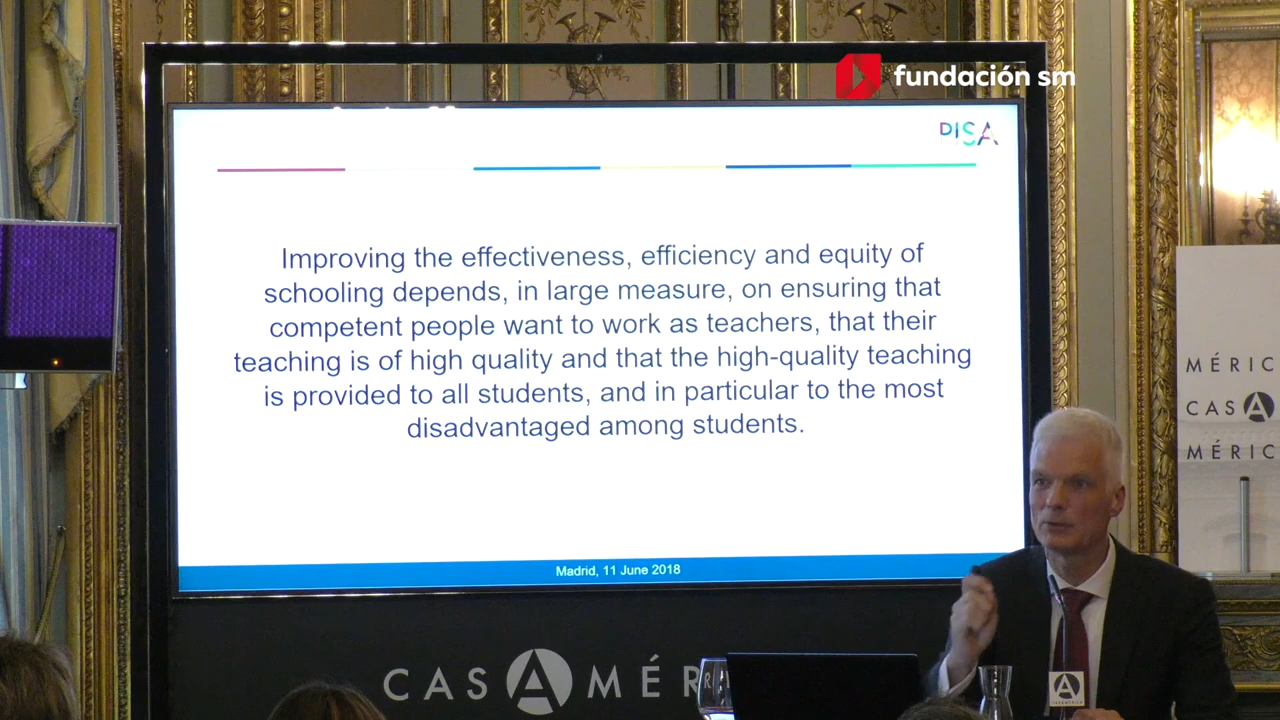 fundación sm
PISA
Improving the effectiveness, efficiency and equity of
schooling depends, in large measure, on ensuring that
competent people want to work as teachers, that their
teaching is of high quality and that the high-quality teaching
is provided to all students, and in particular to the most
disadvantaged among students.
Madrid, 11 June 2018
MÉRIC
CASA
MÉRIC
CASAMÉR